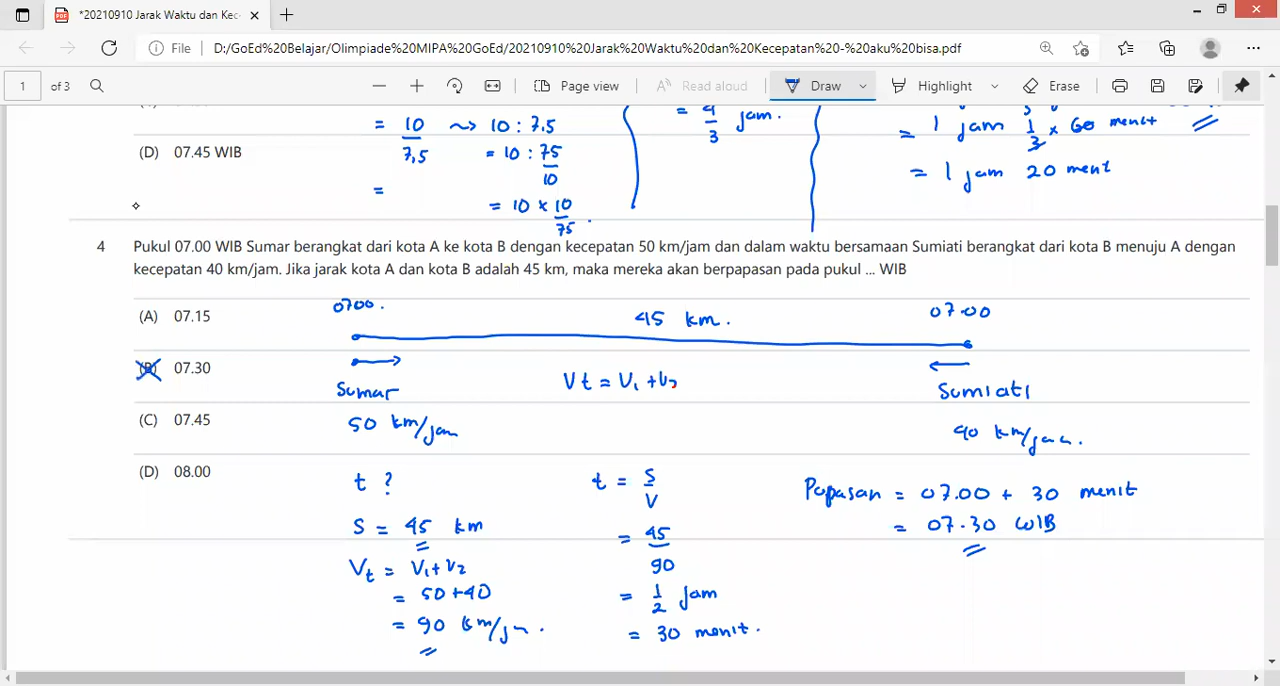 *20210910 Jarak Waktu dan Kec
File D:/GoEd%20Belajar/Olimpiade%20MIPA%20GoEd/20210910%20Jarak%20Waktu%20dan%20Kecepatan%20-%20aku%20bisa.pdf
1 of 3 Page view Read aloud Draw Highlight Erase
= 10/7,5 ~> 10 : 7,5
= 4/3 jam.
= 1 jam 1/3 x 60 menit
(D) 07.45 WIB
= 10 : 75/10
= 1 jam 20 menit
=
= 10 x 10/75
4 Pukul 07.00 WIB Sumar berangkat dari kota A ke kota B dengan kecepatan 50 km/jam dan dalam waktu bersamaan Sumiati berangkat dari kota B menuju A dengan
kecepatan 40 km/jam. Jika jarak kota A dan kota B adalah 45 km, maka mereka akan berpapasan pada pukul ... WIB
0700.
45 km.
07.00
(A) 07.15
(B) 07.30
Sumar
Vt = V1 + V2
Sumiati
(C) 07.45
50 km/jam
40 km/jam.
(D) 08.00
t ?
t = S/V
Papasan = 07.00 + 30 menit
S = 45 km
= 45/90
= 07.30 WIB
Vt = V1 + V2
= 50+40
= 1/2 jam
= 90 km/jam.
= 30 menit.